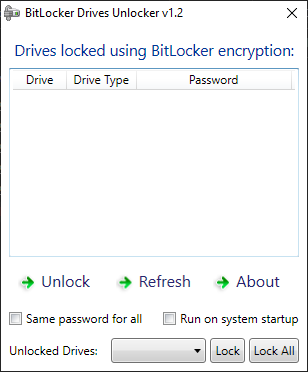 BitLocker Drives Unlocker v1.2
Drives locked using BitLocker encryption:
Drive Drive Type Password
Unlock Refresh About
Same password for all Run on system startup
Unlocked Drives: Lock Lock All